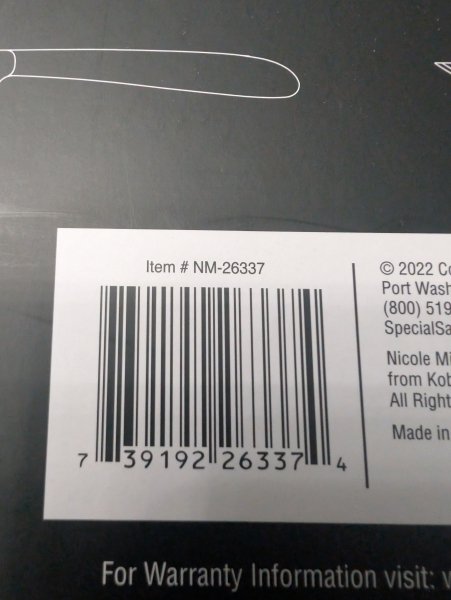 Item # NM-26337
7 39192 26337 4
© 2022
Port
(800) 519
Nicole
from
All
Made in
For Warranty Information visit: